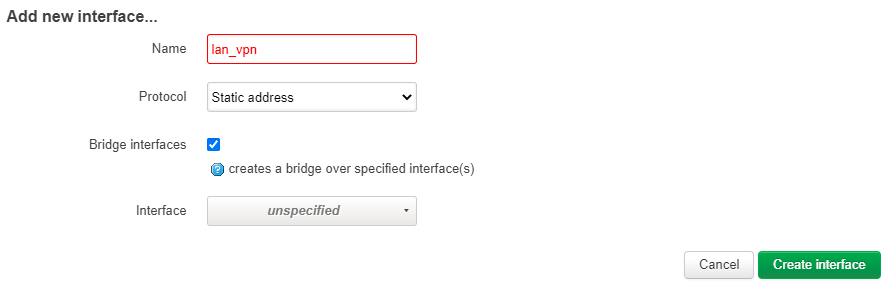 Add new interface...
Name lan_vpn
Protocol Static address
Bridge interfaces
creates a bridge over specified interface(s)
Interface unspecified
Cancel Create interface